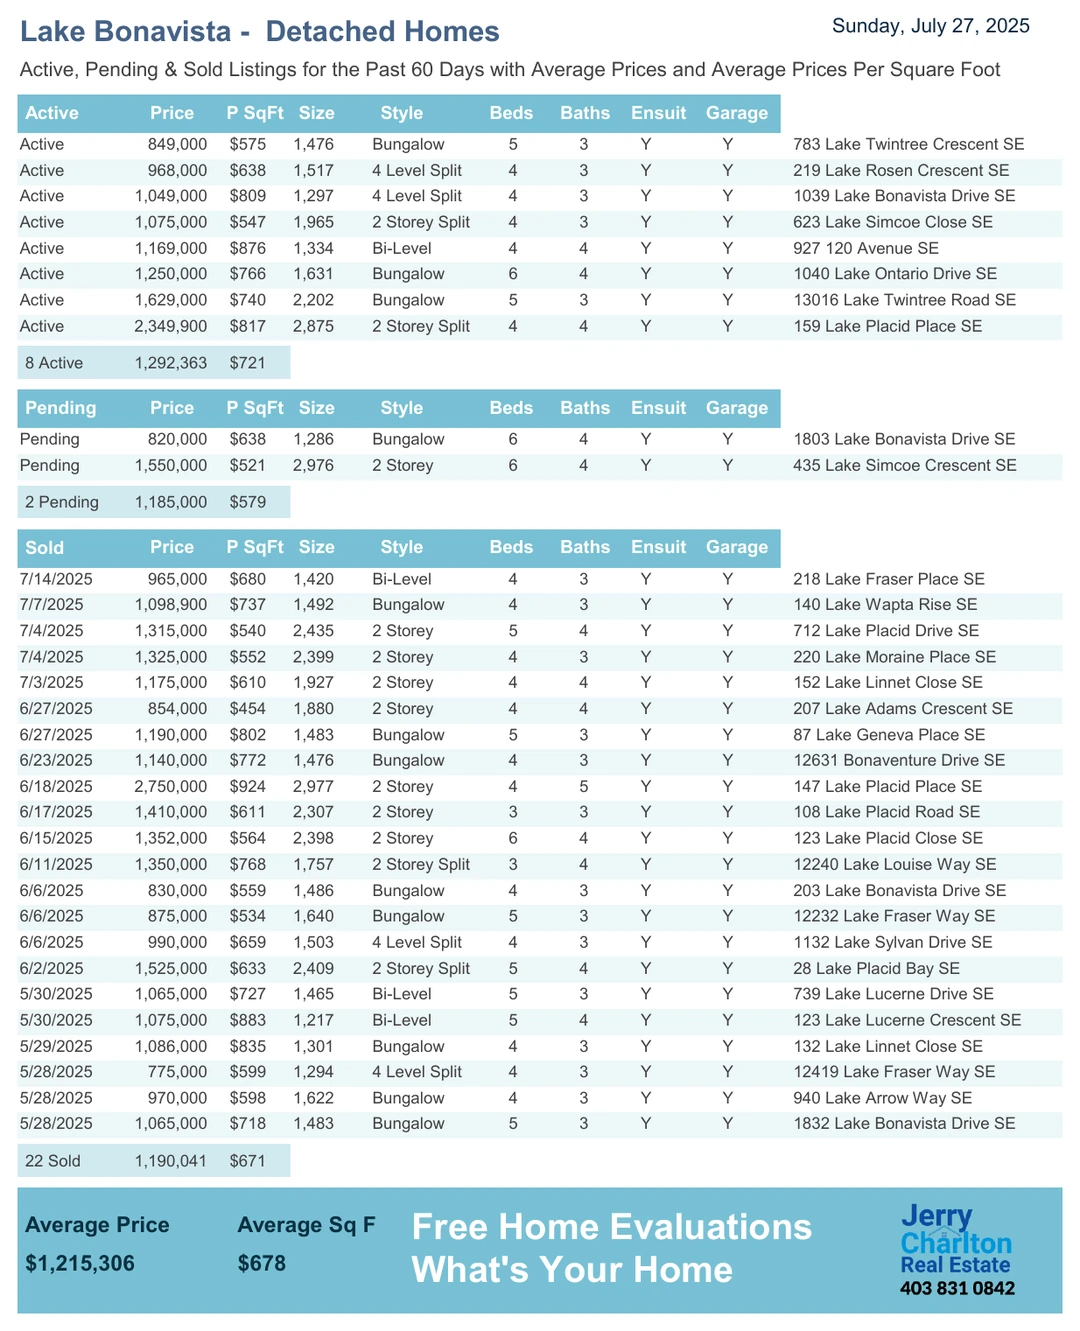 Lake Bonavista -  Detached Homes
Sunday, July 27, 2025
Active, Pending & Sold Listings for the Past 60 Days with Average Prices and Average Prices Per Square Foot
Active Price P SqFt Size Style Beds Baths Ensuit Garage
Active 849,000 $575 1,476 Bungalow 5 3 Y Y 783 Lake Twintree Crescent SE
Active 968,000 $638 1,517 4 Level Split 4 3 Y Y 219 Lake Rosen Crescent SE
Active 1,049,000 $809 1,297 4 Level Split 4 3 Y Y 1039 Lake Bonavista Drive SE
Active 1,075,000 $547 1,965 2 Storey Split 4 3 Y Y 623 Lake Simcoe Close SE
Active 1,169,000 $876 1,334 Bi-Level 4 4 Y Y 927 120 Avenue SE
Active 1,250,000 $766 1,631 Bungalow 6 4 Y Y 1040 Lake Ontario Drive SE
Active 1,629,000 $740 2,202 Bungalow 5 3 Y Y 13016 Lake Twintree Road SE
Active 2,349,900 $817 2,875 2 Storey Split 4 4 Y Y 159 Lake Placid Place SE
8 Active 1,292,363 $721
Pending Price P SqFt Size Style Beds Baths Ensuit Garage
Pending 820,000 $638 1,286 Bungalow 6 4 Y Y 1803 Lake Bonavista Drive SE
Pending 1,550,000 $521 2,976 2 Storey 6 4 Y Y 435 Lake Simcoe Crescent SE
2 Pending 1,185,000 $579
Sold Price P SqFt Size Style Beds Baths Ensuit Garage
7/14/2025 965,000 $680 1,420 Bi-Level 4 3 Y Y 218 Lake Fraser Place SE
7/7/2025 1,098,900 $737 1,492 Bungalow 4 3 Y Y 140 Lake Wapta Rise SE
7/4/2025 1,315,000 $540 2,435 2 Storey 5 4 Y Y 712 Lake Placid Drive SE
7/4/2025 1,325,000 $552 2,399 2 Storey 4 3 Y Y 220 Lake Moraine Place SE
7/3/2025 1,175,000 $610 1,927 2 Storey 4 4 Y Y 152 Lake Linnet Close SE
6/27/2025 854,000 $454 1,880 2 Storey 4 4 Y Y 207 Lake Adams Crescent SE
6/27/2025 1,190,000 $802 1,483 Bungalow 5 3 Y Y 87 Lake Geneva Place SE
6/23/2025 1,140,000 $772 1,476 Bungalow 4 3 Y Y 12631 Bonaventure Drive SE
6/18/2025 2,750,000 $924 2,977 2 Storey 4 5 Y Y 147 Lake Placid Place SE
6/17/2025 1,410,000 $611 2,307 2 Storey 3 3 Y Y 108 Lake Placid Road SE
6/15/2025 1,352,000 $564 2,398 2 Storey 6 4 Y Y 123 Lake Placid Close SE
6/11/2025 1,350,000 $768 1,757 2 Storey Split 3 4 Y Y 12240 Lake Louise Way SE
6/6/2025 830,000 $559 1,486 Bungalow 4 3 Y Y 203 Lake Bonavista Drive SE
6/6/2025 875,000 $534 1,640 Bungalow 5 3 Y Y 12232 Lake Fraser Way SE
6/6/2025 990,000 $659 1,503 4 Level Split 4 3 Y Y 1132 Lake Sylvan Drive SE
6/2/2025 1,525,000 $633 2,409 2 Storey Split 5 4 Y Y 28 Lake Placid Bay SE
5/30/2025 1,065,000 $727 1,465 Bi-Level 5 3 Y Y 739 Lake Lucerne Drive SE
5/30/2025 1,075,000 $883 1,217 Bi-Level 5 4 Y Y 123 Lake Lucerne Crescent SE
5/29/2025 1,086,000 $835 1,301 Bungalow 4 3 Y Y 132 Lake Linnet Close SE
5/28/2025 775,000 $599 1,294 4 Level Split 4 3 Y Y 12419 Lake Fraser Way SE
5/28/2025 970,000 $598 1,622 Bungalow 4 3 Y Y 940 Lake Arrow Way SE
5/28/2025 1,065,000 $718 1,483 Bungalow 5 3 Y Y 1832 Lake Bonavista Drive SE
22 Sold 1,190,041 $671
Average Price Average Sq F
$1,215,306 $678
Free Home Evaluations
What's Your Home
Jerry
Charlton
Real Estate
403 831 0842